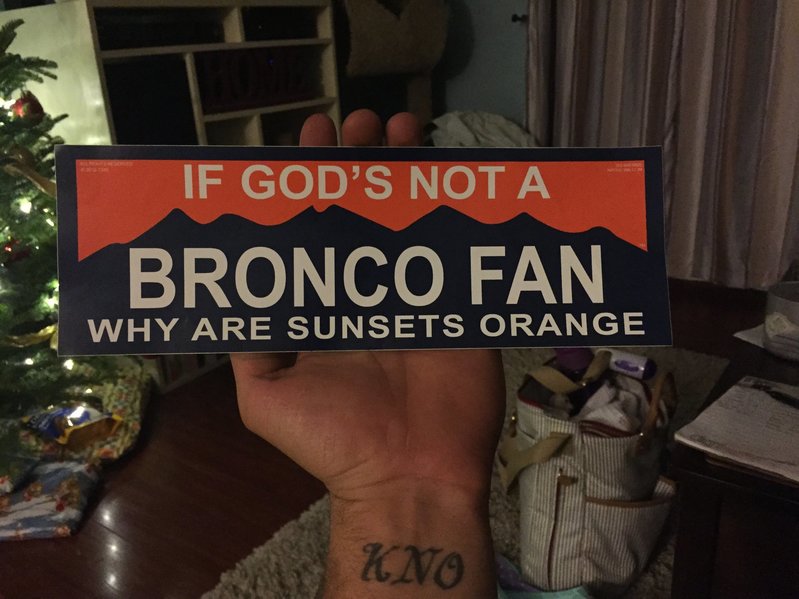 IF GOD'S NOT A
BRONCO FAN
WHY ARE SUNSETS ORANGE
KNO